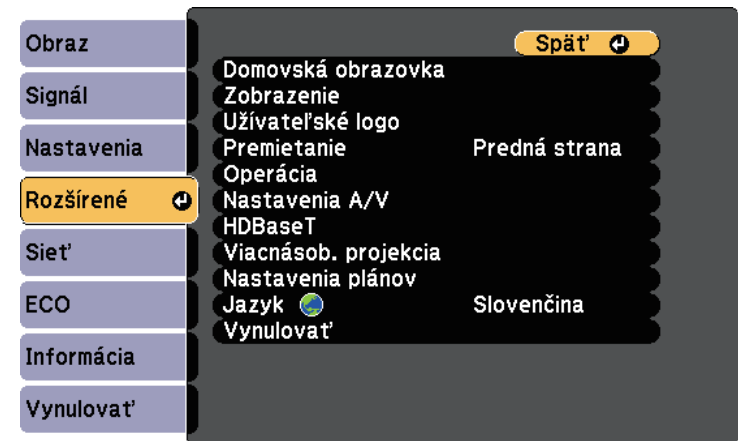 Obraz
Signál
Nastavenia
Rozšírené
Sieť
ECO
Informácia
Vynulovať
Späť
Domovská obrazovka
Zobrazenie
Užívateľské logo
Premietanie Predná strana
Operácia
Nastavenia A/V
HDBaseT
Viacnásob. projekcia
Nastavenia plánov
Jazyk Slovenčina
Vynulovať